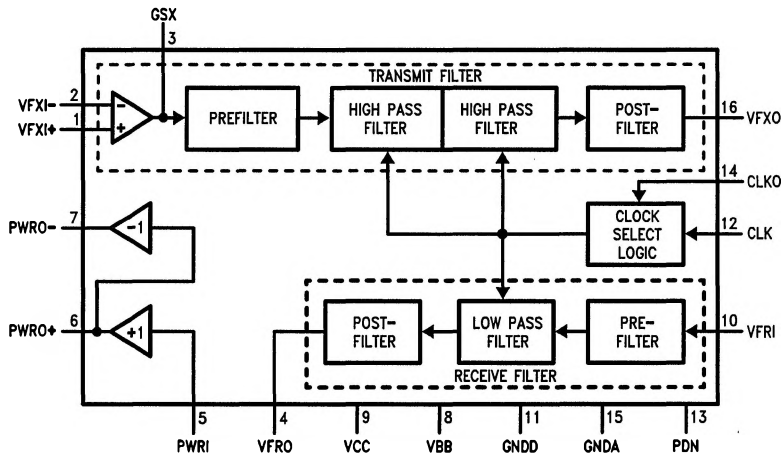 GSX
3
TRANSMIT FILTER
VFXI- 2
VFXI+ 1
-
+
PREFILTER
HIGH PASS
FILTER
HIGH PASS
FILTER
POST-
FILTER
16 VFXO
14 CLKO
12 CLK
CLOCK
SELECT
LOGIC
PWRO- 7
-1
PWRO+ 6
+1
POST-
FILTER
LOW PASS
FILTER
PRE-
FILTER
10 VFRI
RECEIVE FILTER
5 4 9 8 11 15 13
PWRI VFRO VCC VBB GNDD GNDA PDN